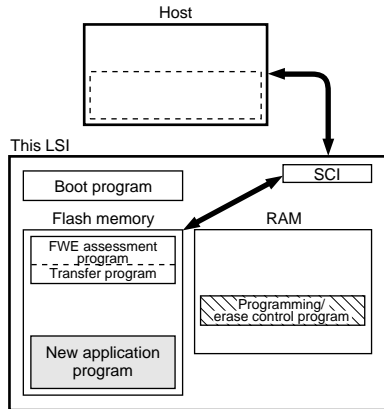 Host
This LSI
Boot program
SCI
Flash memory
RAM
FWE assessment
program
Transfer program
Programming/
erase control program
New application
program